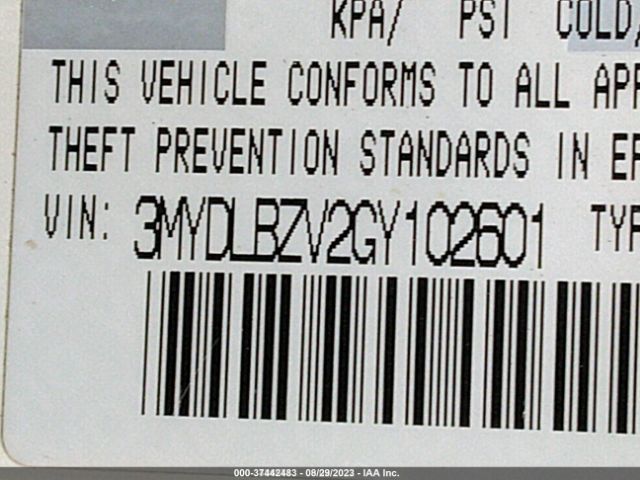 KPA/ PSI COLD,
THIS VEHICLE CONFORMS TO ALL APP
THEFT PREVENTION STANDARDS IN EF
VIN: 3MYDLBZV2GY102601 TYP
000-37442483 - 08/29/2023 - IAA Inc.